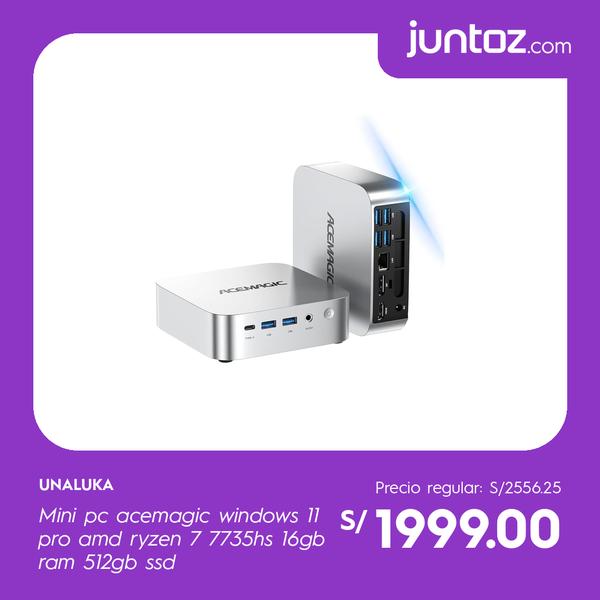 juntoz.com
ACEMAGIC
ACEMAGIC
UNALUKA
Mini pc acemagic windows 11
pro amd ryzen 7 7735hs 16gb
ram 512gb ssd
Precio regular: S/2556.25
S/1999.00